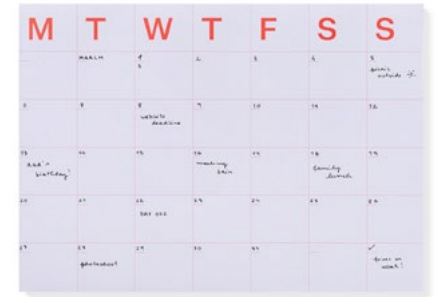 M T W T F S S
MARCH 1 2 3 4 5
picnic
outside
6 7 8 9 10 11 12
website
deadline
13 14 15 16 17 18 19
dad's
birthday!
meeting
family
lunch
20 21 22 23 24 25 26
day off
27 28 29 30 31
photoshoot